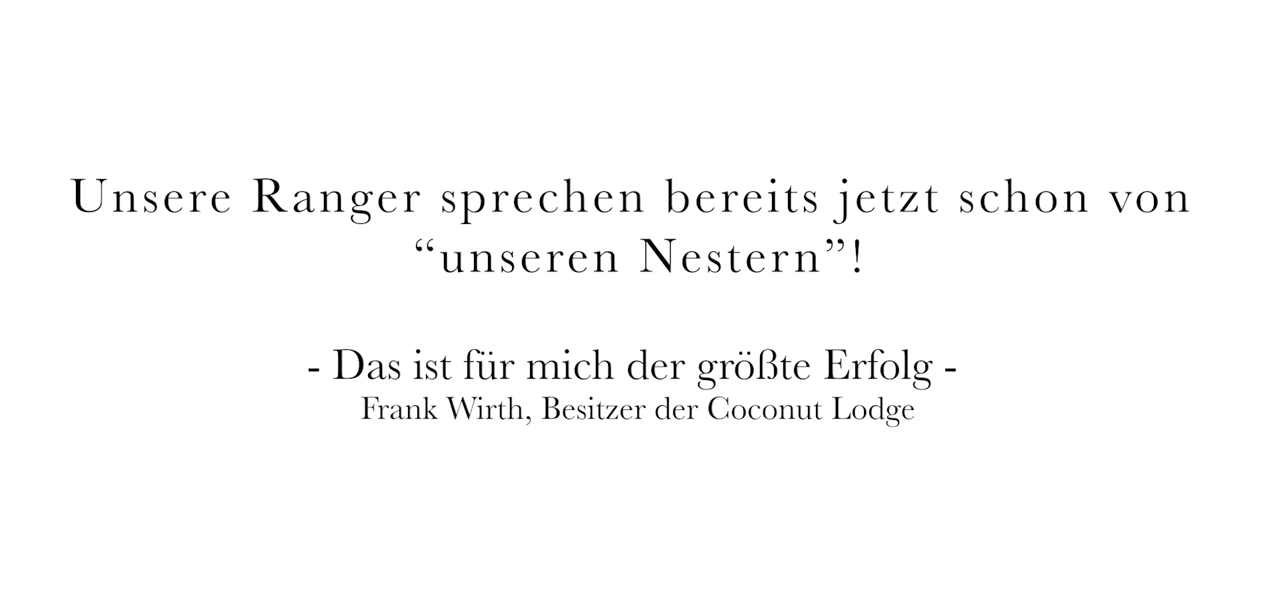 Unsere Ranger sprechen bereits jetzt schon von
“unseren Nestern”!
- Das ist für mich der größte Erfolg -
Frank Wirth, Besitzer der Coconut Lodge